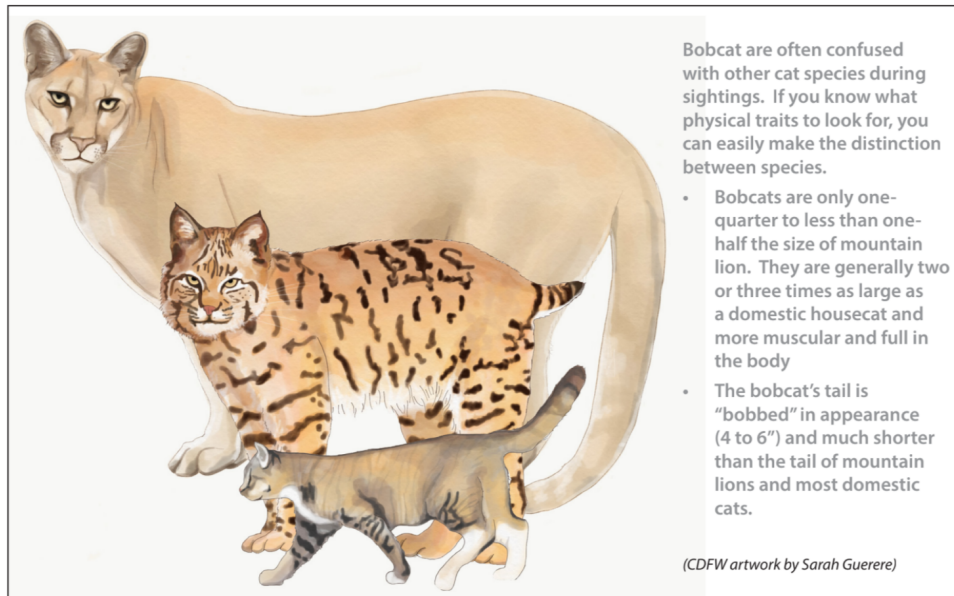 Bobcat are often confused
with other cat species during
sightings.  If you know what
physical traits to look for, you
can easily make the distinction
between species.
• Bobcats are only one-
quarter to less than one-
half the size of mountain
lion.  They are generally two
or three times as large as
a domestic housecat and
more muscular and full in
the body
• The bobcat's tail is
“bobbed” in appearance
(4 to 6”) and much shorter
than the tail of mountain
lions and most domestic
cats.
(CDFW artwork by Sarah Guerere)